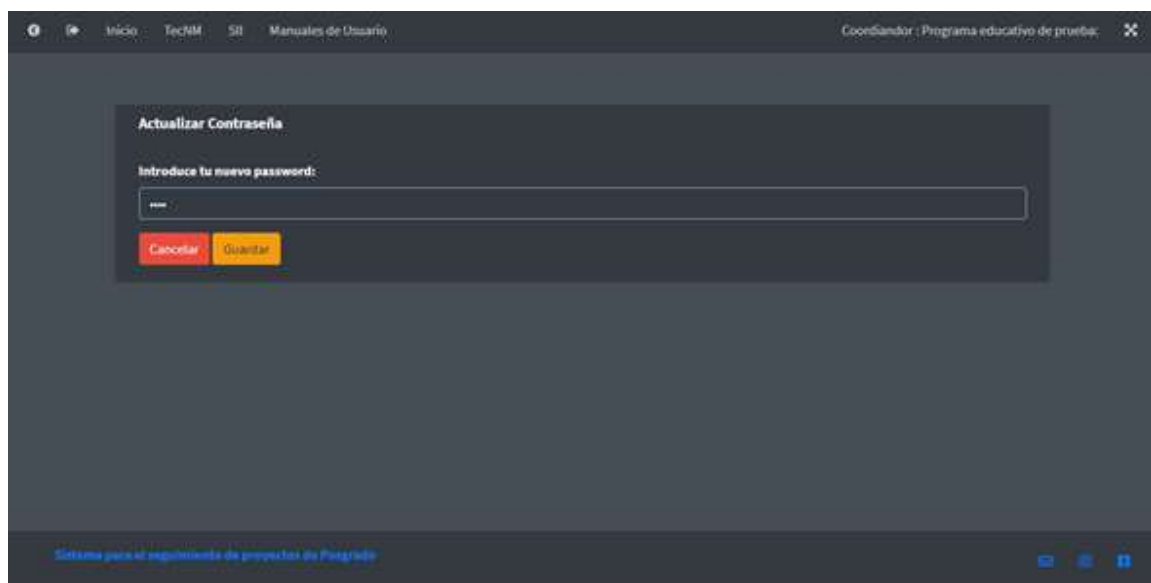 Inicio TecNM SII Manuales de Usuario Coordiandor : Programa educativo de prueba:
Actualizar Contraseña
Introduce tu nuevo password:
••••
Cancelar Guardar
Sistema para el seguimiento de proyectos de Posgrado